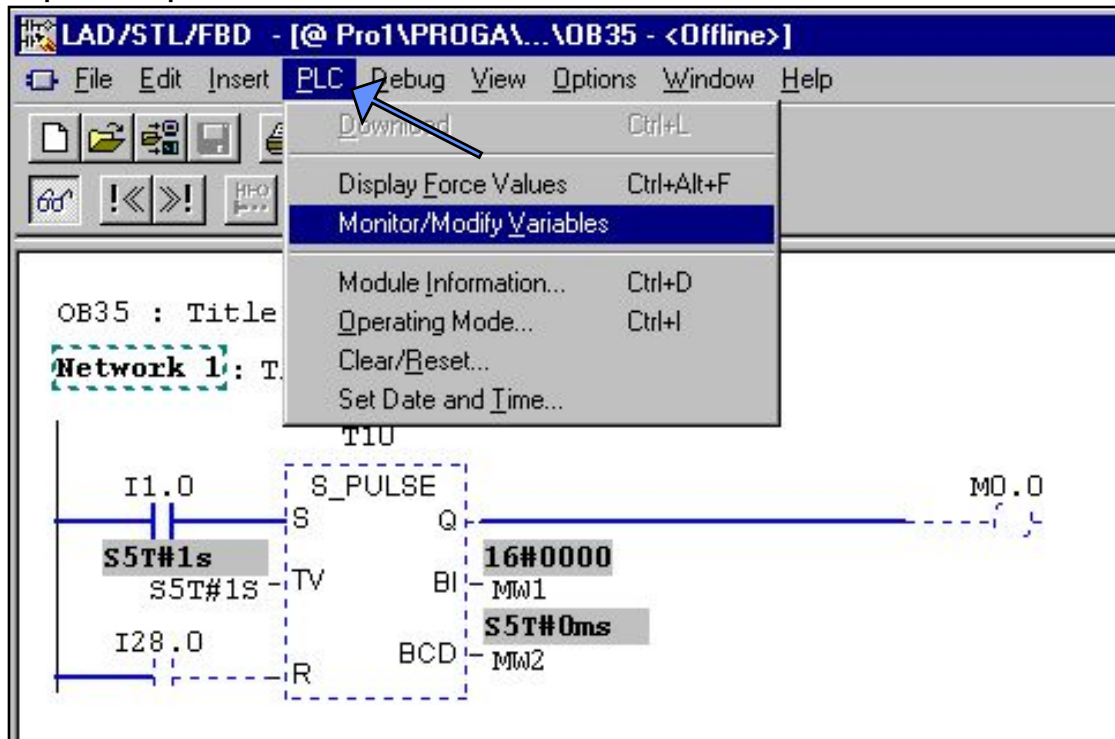 LAD/STL/FBD - [@ Pro1\PROGA\...\OB35 - <Offline>]
File Edit Insert PLC Debug View Options Window Help
Download Ctrl+L
Display Force Values Ctrl+Alt+F
!« »!
Monitor/Modify Variables
Module Information... Ctrl+D
OB35 : Title
Operating Mode... Ctrl+I
Network 1 : T
Clear/Reset...
Set Date and Time...
T10
I1.0 S_PULSE M0.0
S Q
S5T#1s 16#0000
S5T#1S TV BI MW1
S5T#0ms
I28.0 BCD MW2
R